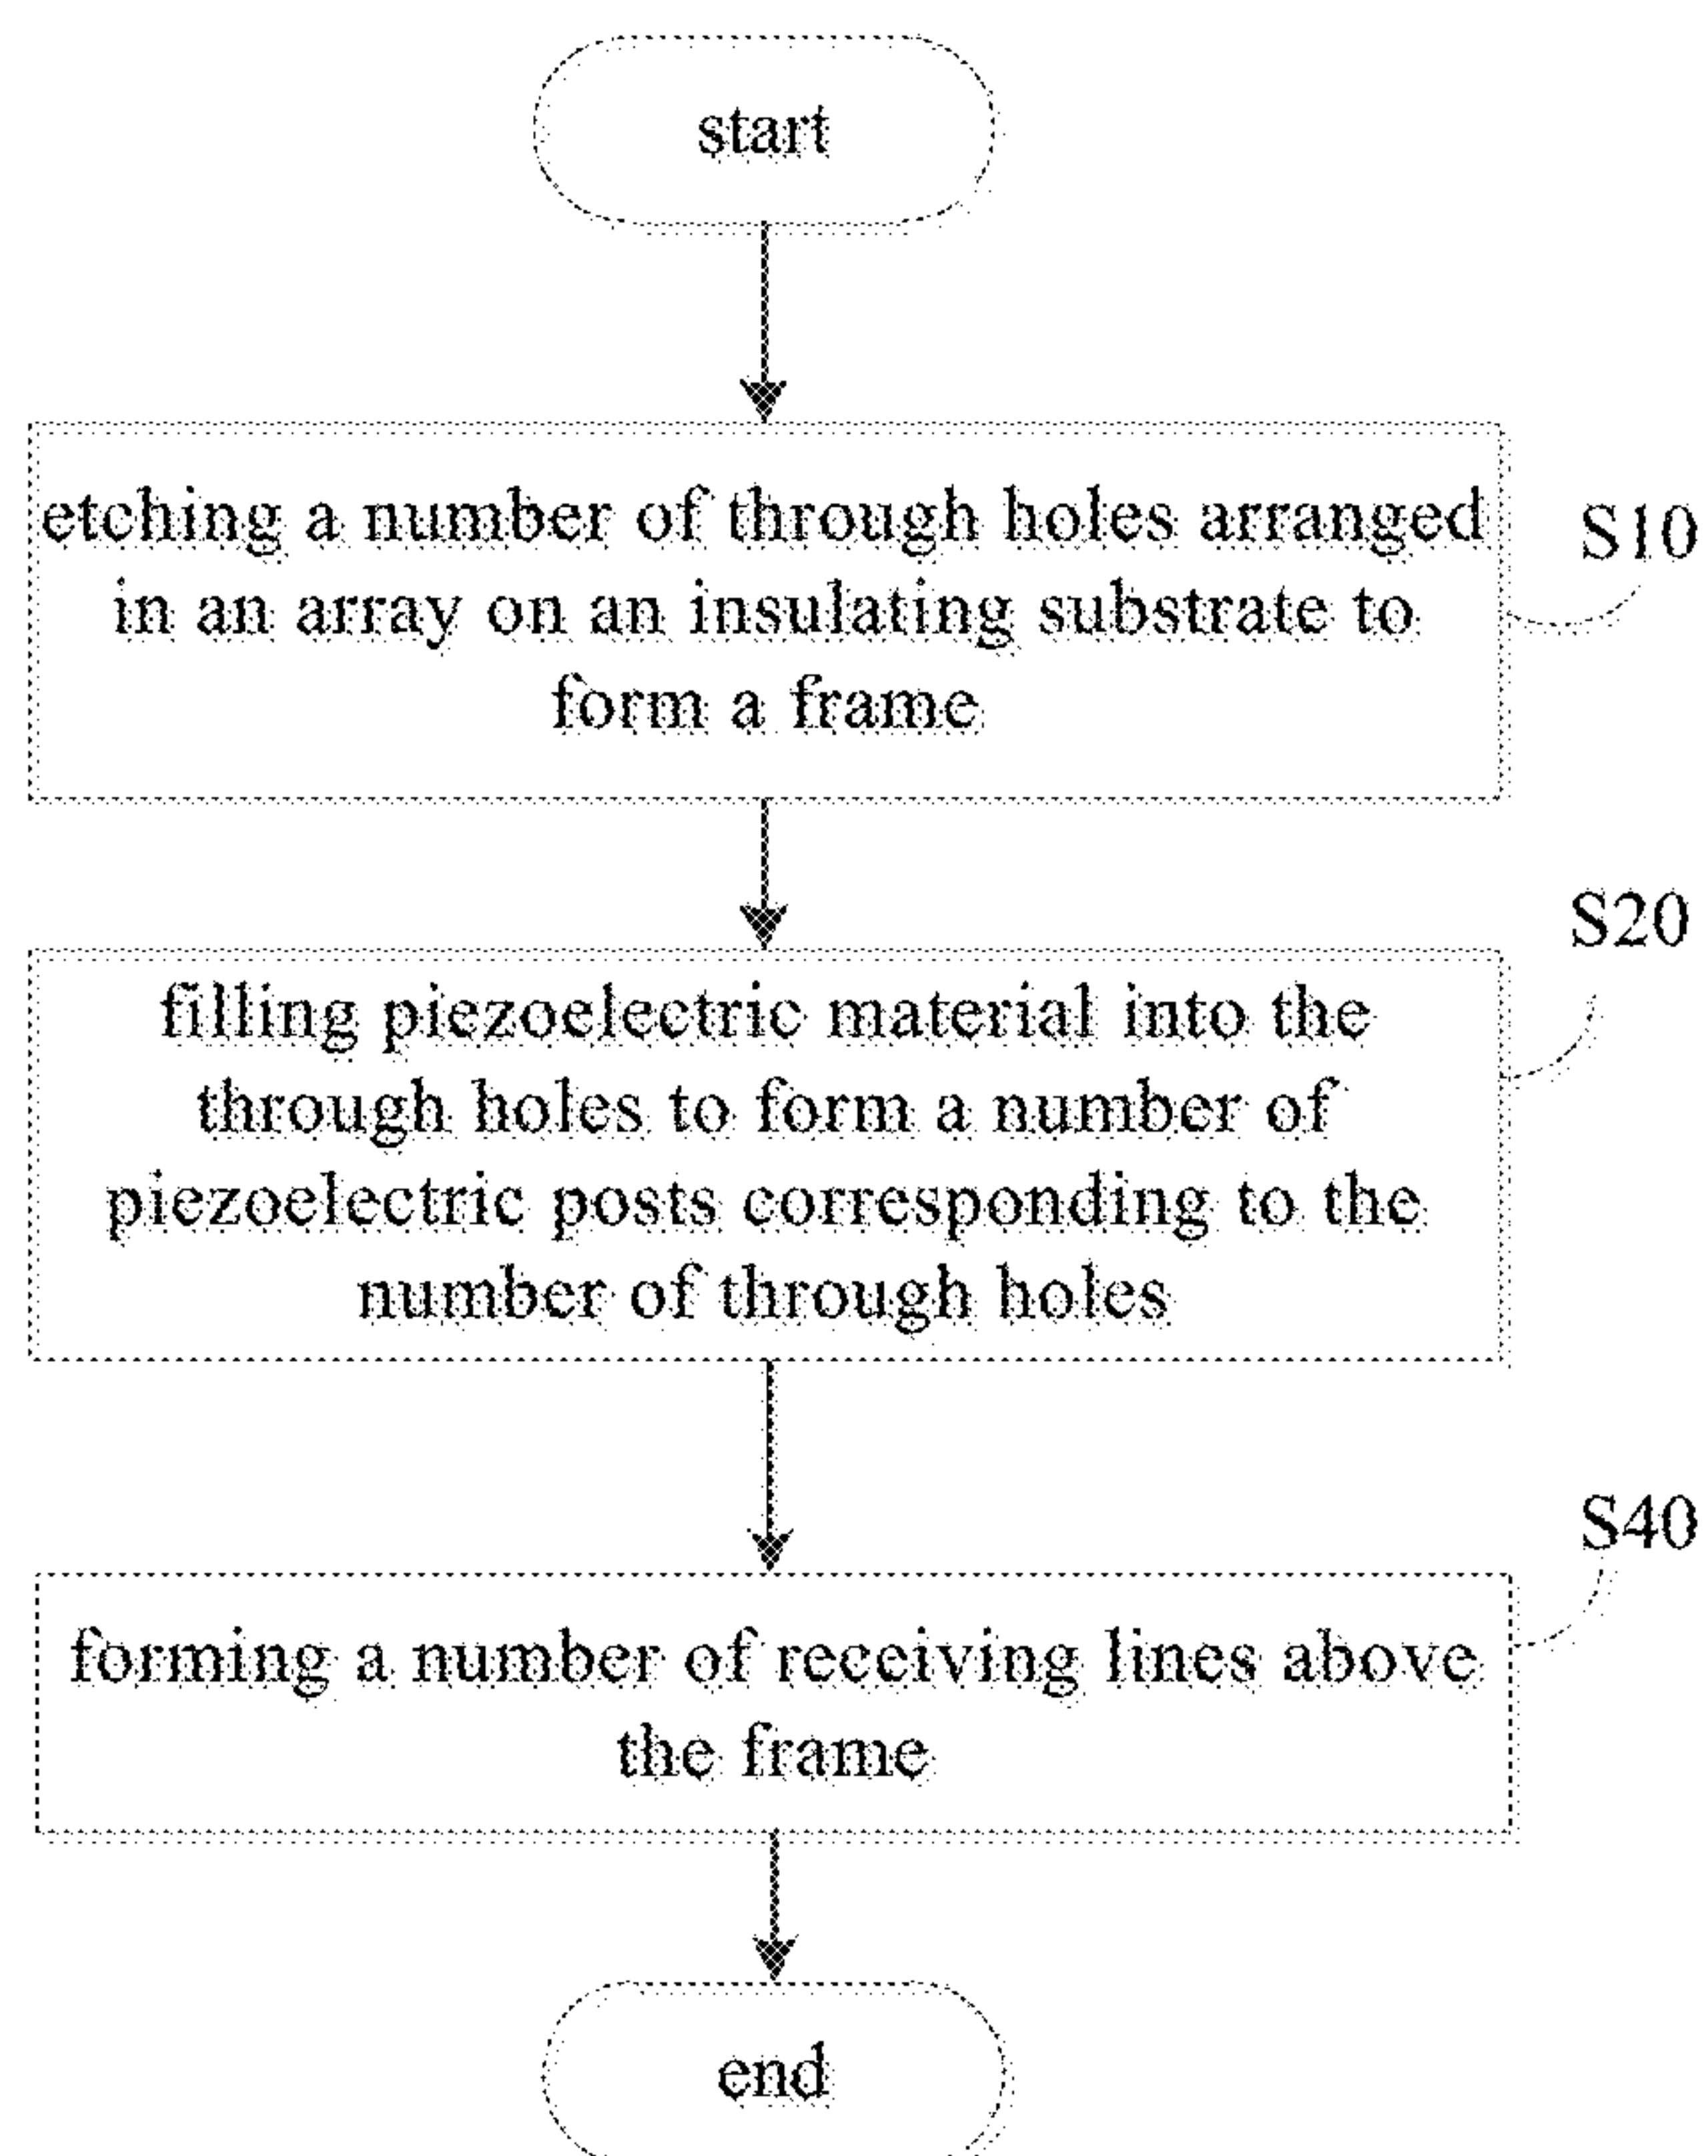 start
etching a number of through holes arranged
in an array on an insulating substrate to
form a frame
S10
S20
filling piezoelectric material into the
through holes to form a number of
piezoelectric posts corresponding to the
number of through holes
S40
forming a number of receiving lines above
the frame
end